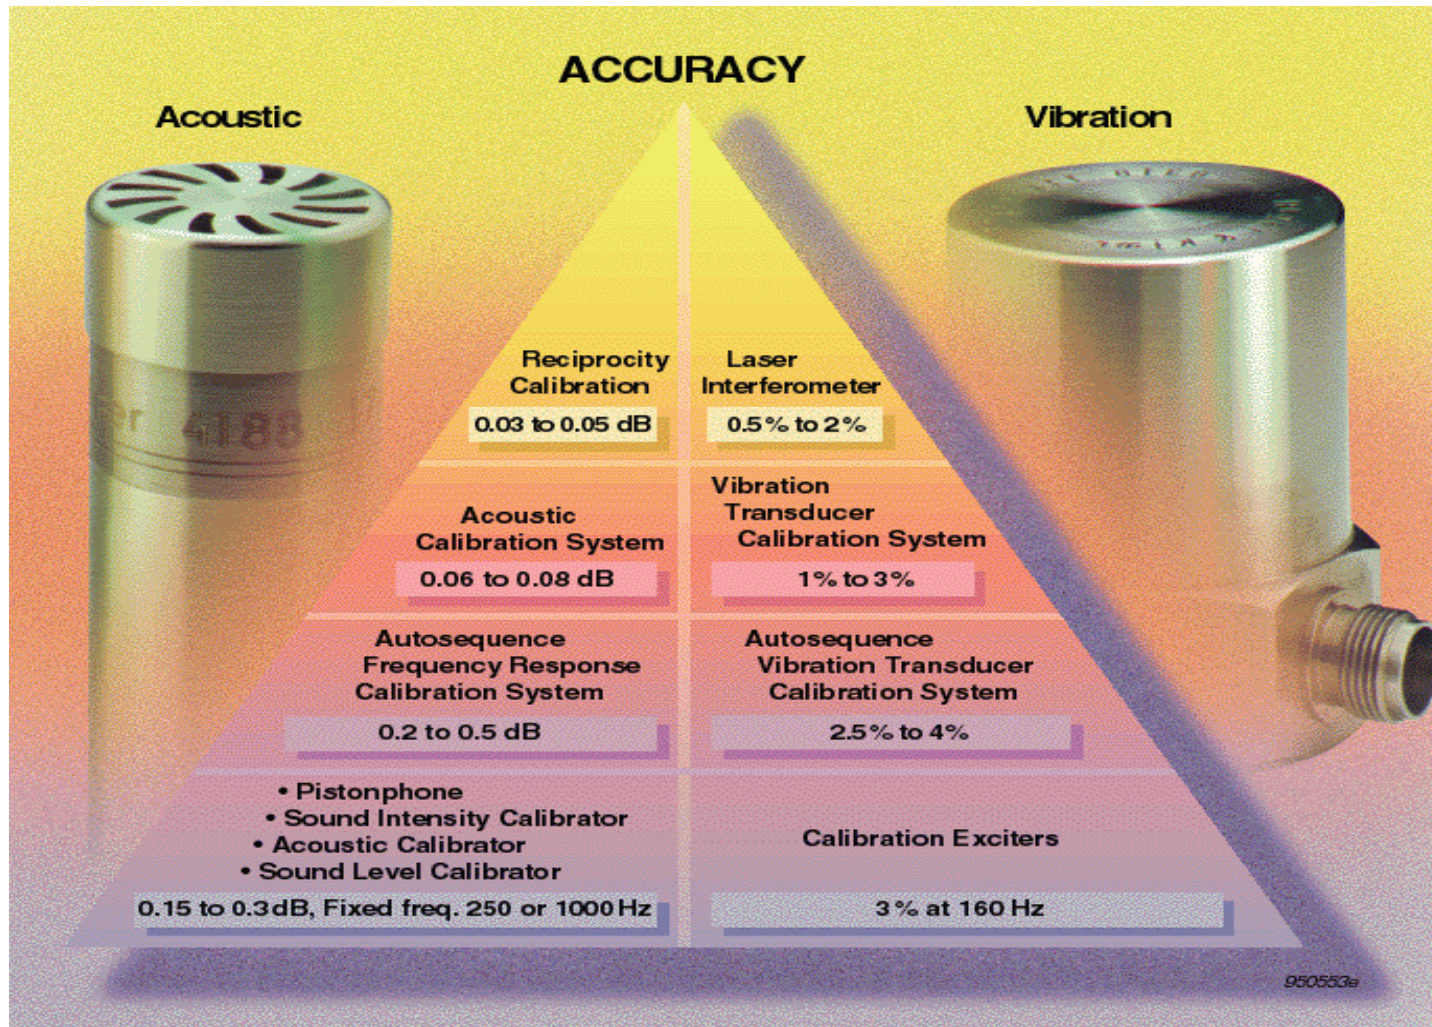 ACCURACY
Acoustic
Vibration
4188
Reciprocity
Calibration
0.03 to 0.05 dB
Laser
Interferometer
0.5% to 2%
Acoustic
Calibration System
0.06 to 0.08 dB
Vibration
Transducer
Calibration System
1% to 3%
Autosequence
Frequency Response
Calibration System
0.2 to 0.5 dB
Autosequence
Vibration Transducer
Calibration System
2.5% to 4%
• Pistonphone
• Sound Intensity Calibrator
• Acoustic Calibrator
• Sound Level Calibrator
0.15 to 0.3dB, Fixed freq. 250 or 1000 Hz
Calibration Exciters
3% at 160 Hz
950553e